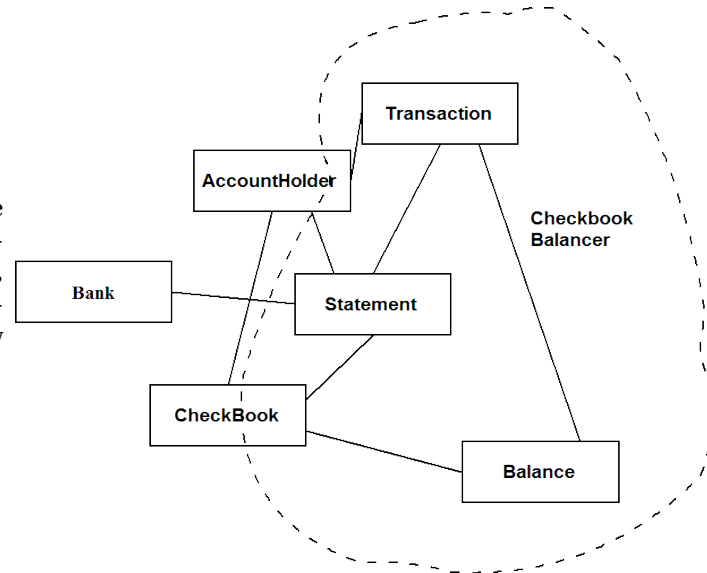 Transaction
AccountHolder
Checkbook
Balancer
Bank
Statement
CheckBook
Balance